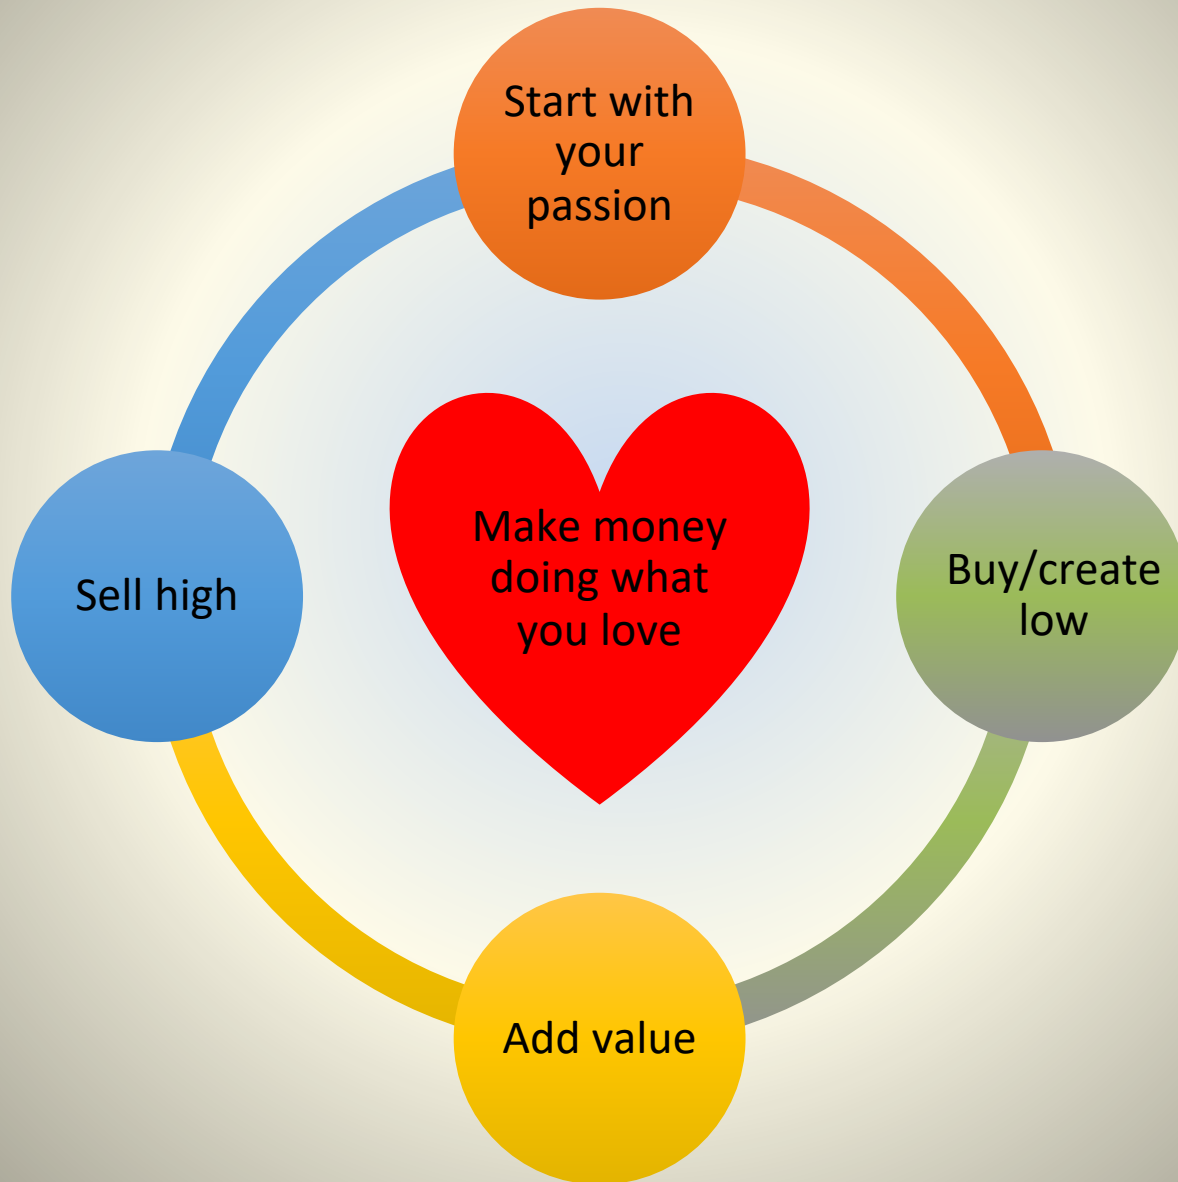 Start with
your
passion
Buy/create
low
Add value
Sell high
Make money
doing what
you love